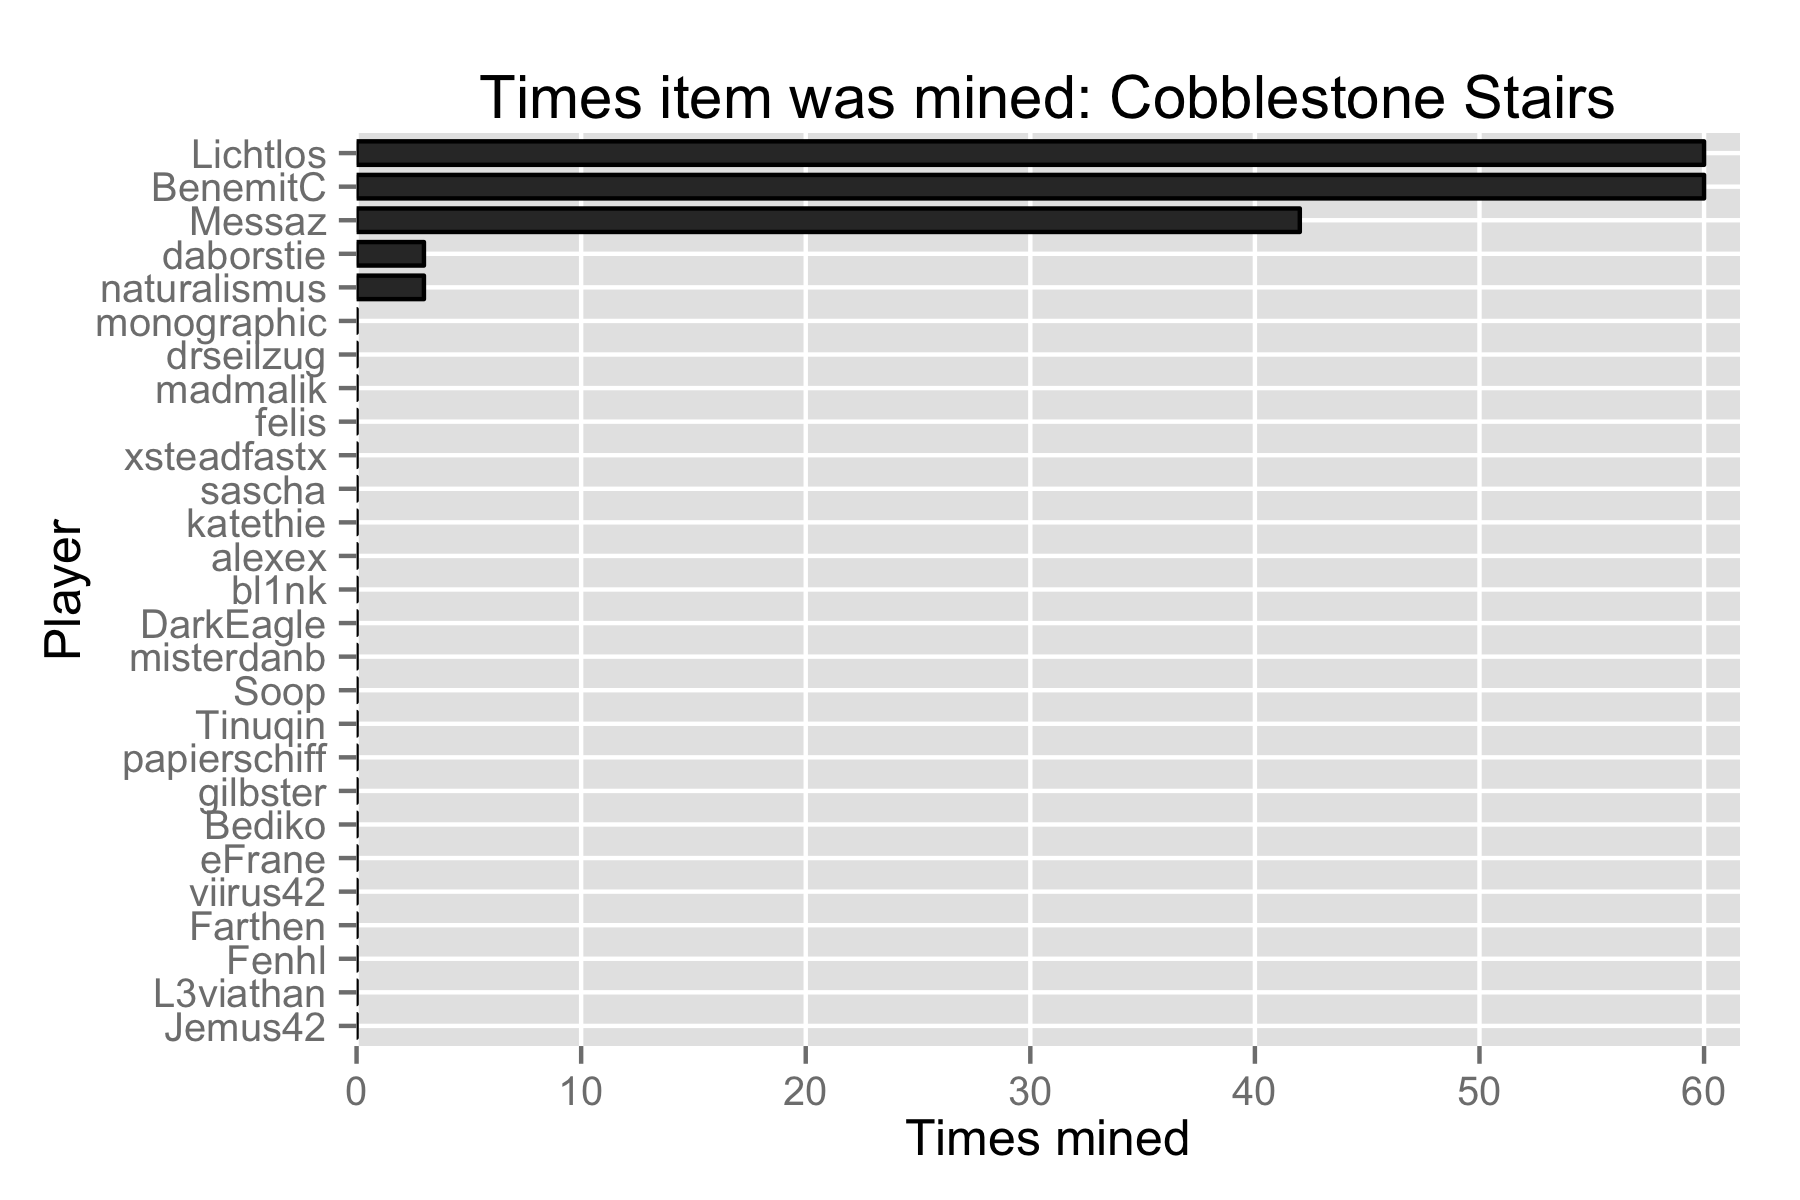 Times item was mined: Cobblestone Stairs
Lichtlos
BenemitC
Messaz
daborstie
naturalismus
monographic
drseilzug
madmalik
felis
xsteadfastx
sascha
katethie
alexex
bl1nk
DarkEagle
misterdanb
Soop
Tinuqin
papierschiff
gilbster
Bediko
eFrane
viirus42
Farthen
Fenhl
L3viathan
Jemus42
Player
0 10 20 30 40 50 60
Times mined